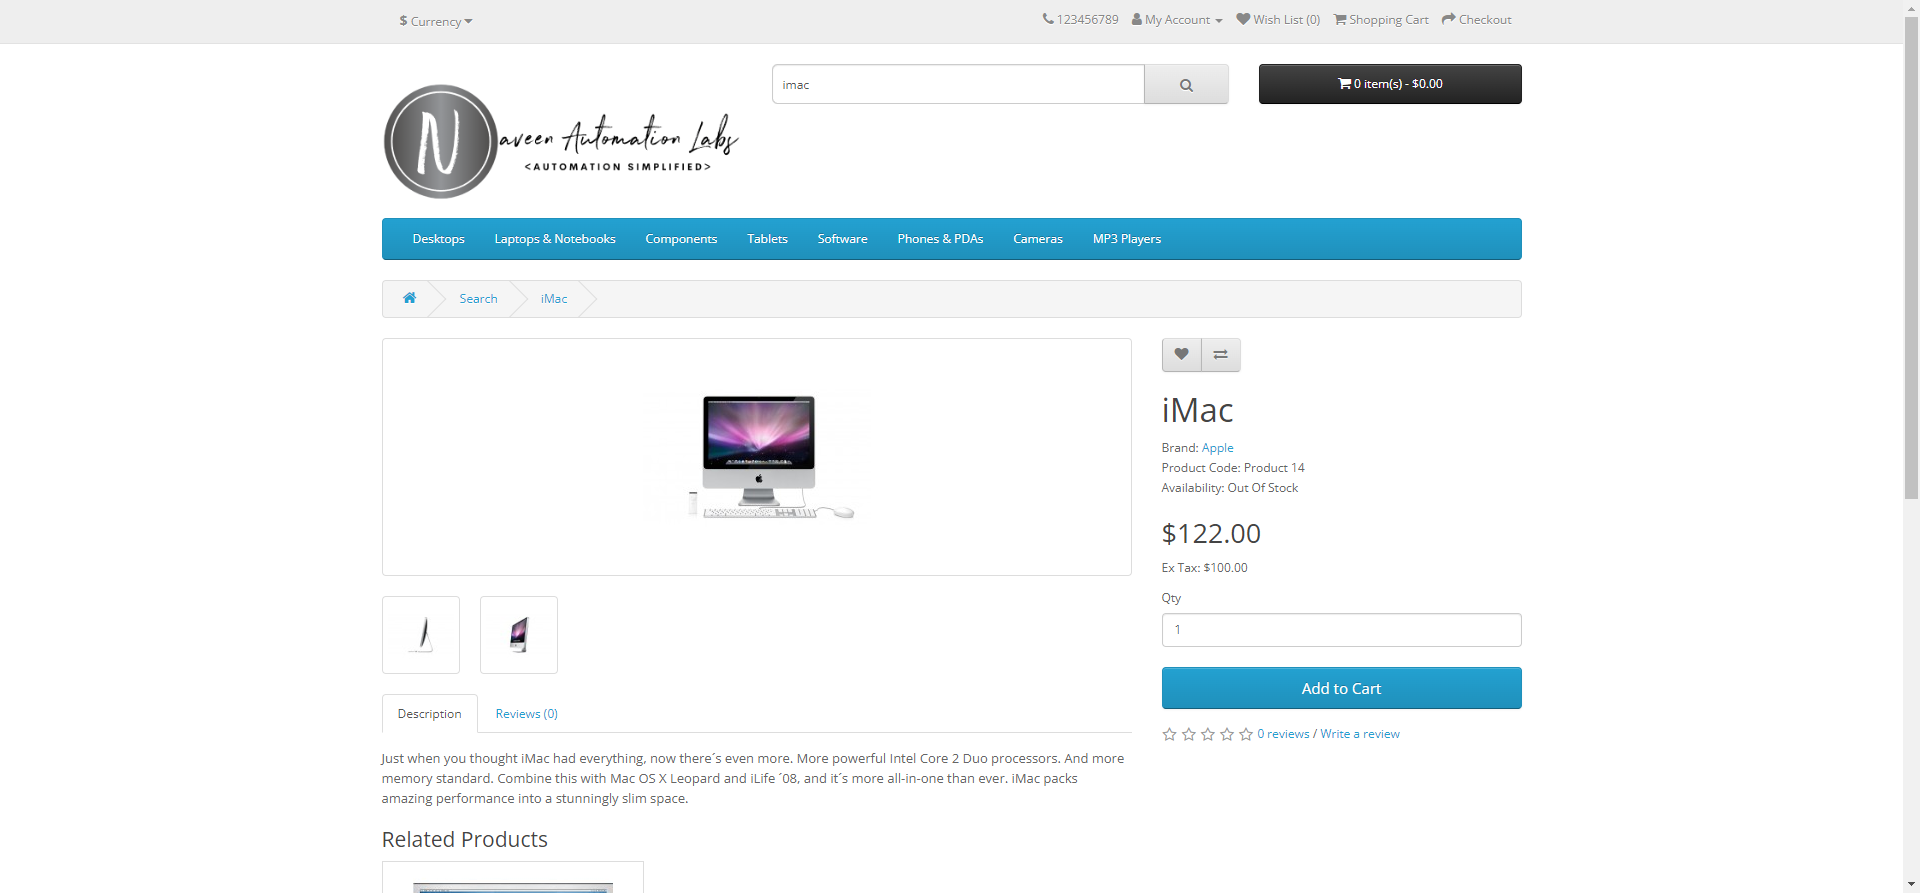 $ Currency
123456789 My Account Wish List (0) Shopping Cart Checkout
imac
0 item(s) - $0.00
N aveen Automation Labs
<AUTOMATION SIMPLIFIED>
Desktops Laptops & Notebooks Components Tablets Software Phones & PDAs Cameras MP3 Players
Search iMac
iMac
Brand: Apple
Product Code: Product 14
Availability: Out Of Stock
$122.00
Ex Tax: $100.00
Qty
1
Add to Cart
0 reviews / Write a review
Description Reviews (0)
Just when you thought iMac had everything, now there´s even more. More powerful Intel Core 2 Duo processors. And more
memory standard. Combine this with Mac OS X Leopard and iLife ´08, and it´s more all-in-one than ever. iMac packs
amazing performance into a stunningly slim space.
Related Products